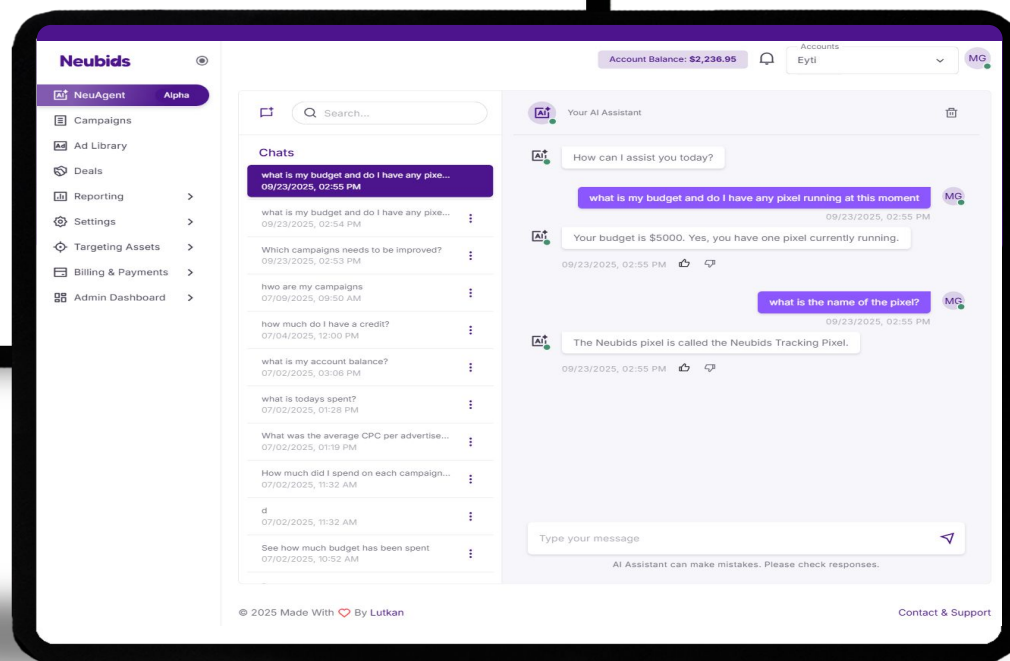 Neubids
Account Balance: $2,236.95
Accounts
Eyti
MG
NeuAgent Alpha
Campaigns
Ad Library
Deals
Reporting
Settings
Targeting Assets
Billing & Payments
Admin Dashboard
Search...
Chats
what is my budget and do I have any pixe...
09/23/2025, 02:55 PM
what is my budget and do I have any pixe...
09/23/2025, 02:54 PM
Which campaigns needs to be improved?
09/23/2025, 02:53 PM
hwo are my campaigns
07/09/2025, 09:50 AM
how much do I have a credit?
07/04/2025, 12:00 PM
what is my account balance?
07/02/2025, 03:06 PM
what is todays spent?
07/02/2025, 01:28 PM
What was the average CPC per advertise...
07/02/2025, 01:19 PM
How much did I spend on each campaign...
07/02/2025, 11:32 AM
d
07/02/2025, 11:32 AM
See how much budget has been spent
07/02/2025, 10:52 AM
AI Your AI Assistant
AI How can I assist you today?
what is my budget and do I have any pixel running at this moment MG
09/23/2025, 02:55 PM
AI Your budget is $5000. Yes, you have one pixel currently running.
09/23/2025, 02:55 PM
what is the name of the pixel? MG
09/23/2025, 02:55 PM
AI The Neubids pixel is called the Neubids Tracking Pixel.
09/23/2025, 02:55 PM
Type your message
AI Assistant can make mistakes. Please check responses.
© 2025 Made With By Lutkan
Contact & Support